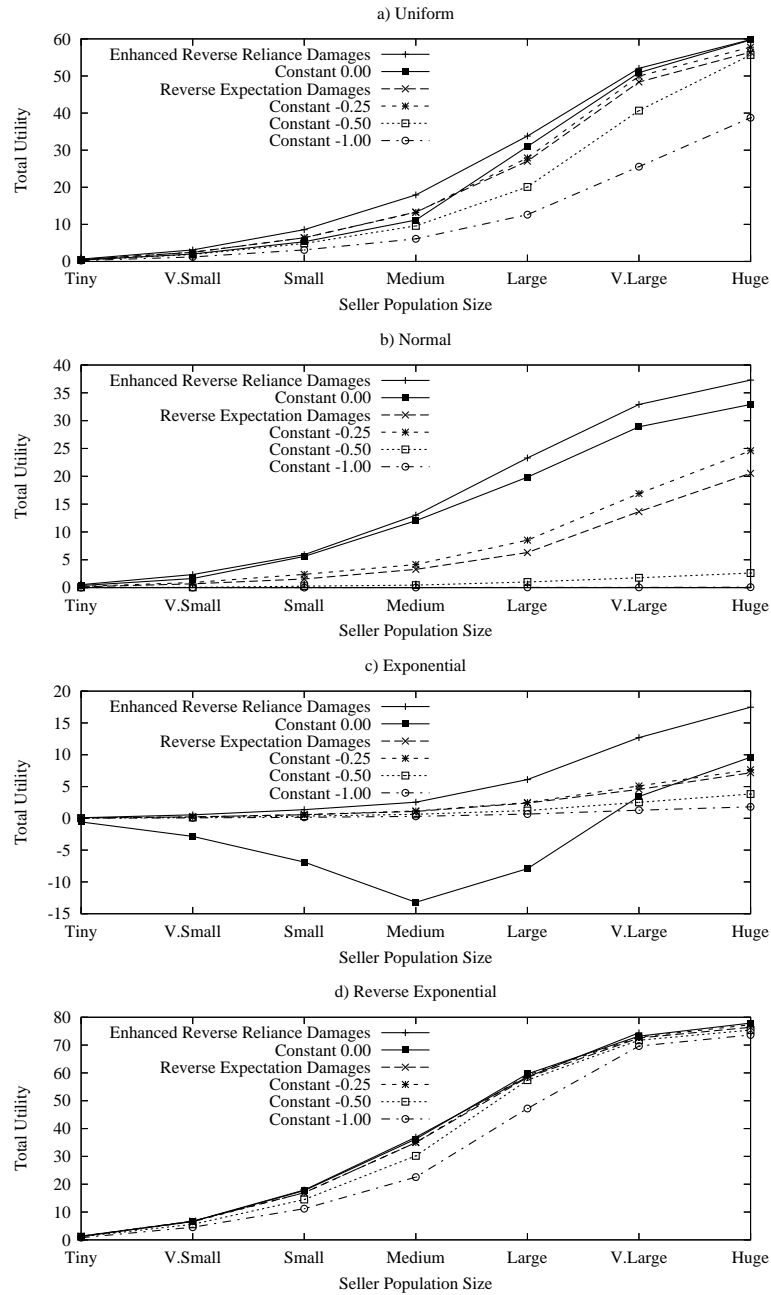 a) Uniform
60
50
40
30
20
10
0
Total Utility
Enhanced Reverse Reliance Damages
Constant 0.00
Reverse Expectation Damages
Constant -0.25
Constant -0.50
Constant -1.00
Tiny V.Small Small Medium Large V.Large Huge
Seller Population Size
b) Normal
40
35
30
25
20
15
10
5
0
Total Utility
Enhanced Reverse Reliance Damages
Constant 0.00
Reverse Expectation Damages
Constant -0.25
Constant -0.50
Constant -1.00
Tiny V.Small Small Medium Large V.Large Huge
Seller Population Size
c) Exponential
20
15
10
5
0
-5
-10
-15
Total Utility
Enhanced Reverse Reliance Damages
Constant 0.00
Reverse Expectation Damages
Constant -0.25
Constant -0.50
Constant -1.00
Tiny V.Small Small Medium Large V.Large Huge
Seller Population Size
d) Reverse Exponential
80
70
60
50
40
30
20
10
0
Total Utility
Enhanced Reverse Reliance Damages
Constant 0.00
Reverse Expectation Damages
Constant -0.25
Constant -0.50
Constant -1.00
Tiny V.Small Small Medium Large V.Large Huge
Seller Population Size